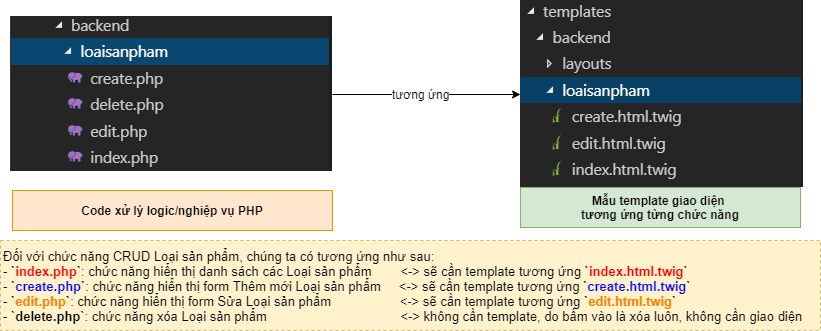 backend
loaisanpham
create.php
delete.php
edit.php
index.php
tương ứng
templates
backend
layouts
loaisanpham
create.html.twig
edit.html.twig
index.html.twig
Code xử lý logic/nghiệp vụ PHP
Mẫu template giao diện
tương ứng từng chức năng
Đối với chức năng CRUD Loại sản phẩm, chúng ta có tương ứng như sau:
- `index.php`: chức năng hiển thị danh sách các Loại sản phẩm <-> sẽ cần template tương ứng `index.html.twig`
- `create.php`: chức năng hiển thị form Thêm mới Loại sản phẩm <-> sẽ cần template tương ứng `create.html.twig`
- `edit.php`: chức năng hiển thị form Sửa Loại sản phẩm <-> sẽ cần template tương ứng `edit.html.twig`
- `delete.php`: chức năng xóa Loại sản phẩm <-> không cần template, do bấm vào là xóa luôn, không cần giao diện